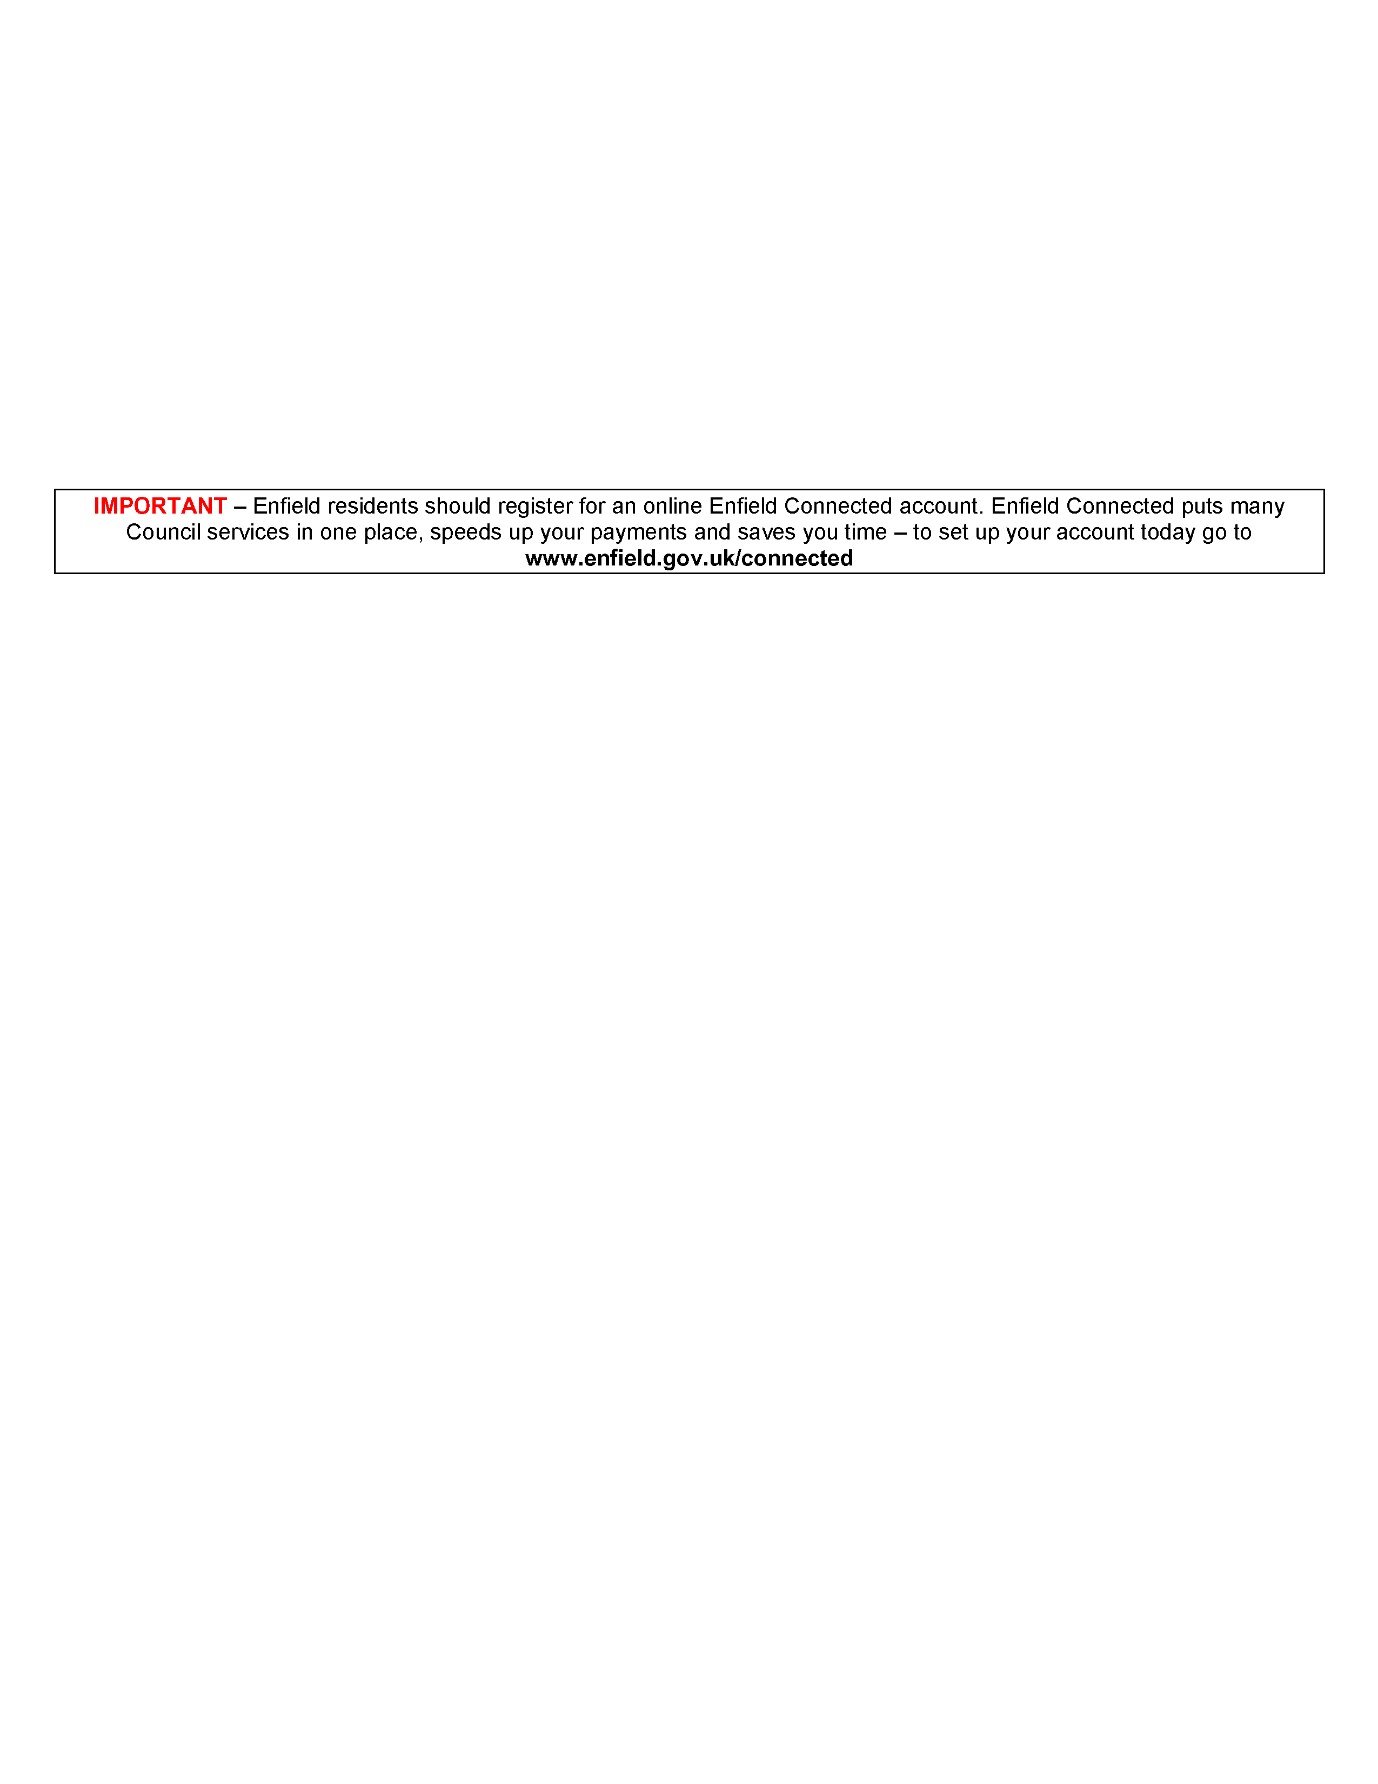 IMPORTANT – Enfield residents should register for an online Enfield Connected account. Enfield Connected puts many
Council services in one place, speeds up your payments and saves you time – to set up your account today go to
www.enfield.gov.uk/connected